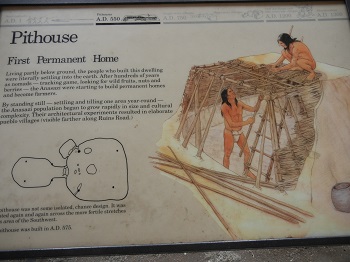 A.D. 550
Pithouse
First Permanent Home
Living partly below ground, the people who built this dwelling
were literally settling into the earth. After hundreds of years
as nomads — tracking game, looking for wild fruits, nuts and
berries — the Anasazi were starting to build permanent homes
and become farmers.
By standing still — settling and tilling one area year-round —
the Anasazi population began to grow rapidly in size and cultural
complexity. Their architectural experiments resulted in elaborate
pueblo villages (visible farther along Ruins Road.)
Pithouse was not some isolated, chance design. It was
repeated again and again across the more fertile stretches
area of the Southwest.
Pithouse was built in A.D. 575